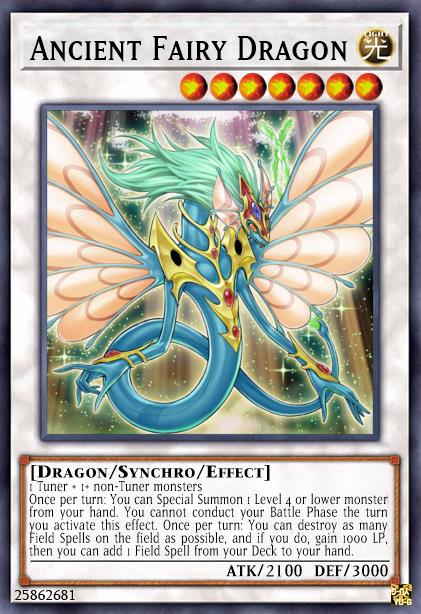 ANCIENT FAIRY DRAGON
LIGHT
光
[DRAGON/SYNCHRO/EFFECT]
1 Tuner + 1+ non-Tuner monsters
Once per turn: You can Special Summon 1 Level 4 or lower monster
from your hand. You cannot conduct your Battle Phase the turn
you activate this effect. Once per turn: You can destroy as many
Field Spells on the field as possible, and if you do, gain 1000 LP,
then you can add 1 Field Spell from your Deck to your hand.
ATK/2100 DEF/3000
25862681